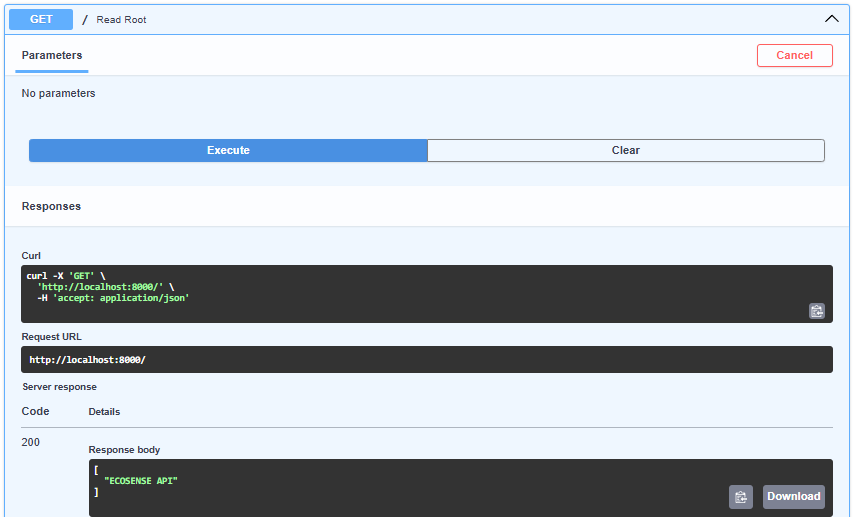 GET / Read Root
Parameters Cancel
No parameters
Execute Clear
Responses
Curl
curl -X 'GET' \
'http://localhost:8000/' \
-H 'accept: application/json'
Request URL
http://localhost:8000/
Server response
Code Details
200
Response body
[
"ECOSENSE API"
]
Download